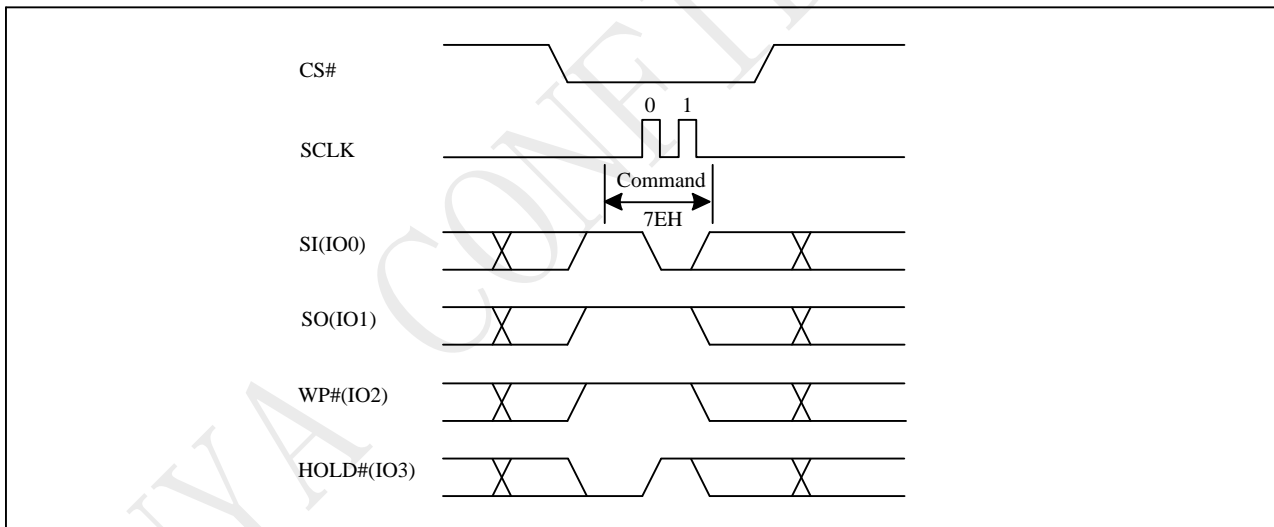 CS#
0 1
SCLK
Command
7EH
SI(IO0)
SO(IO1)
WP#(IO2)
HOLD#(IO3)